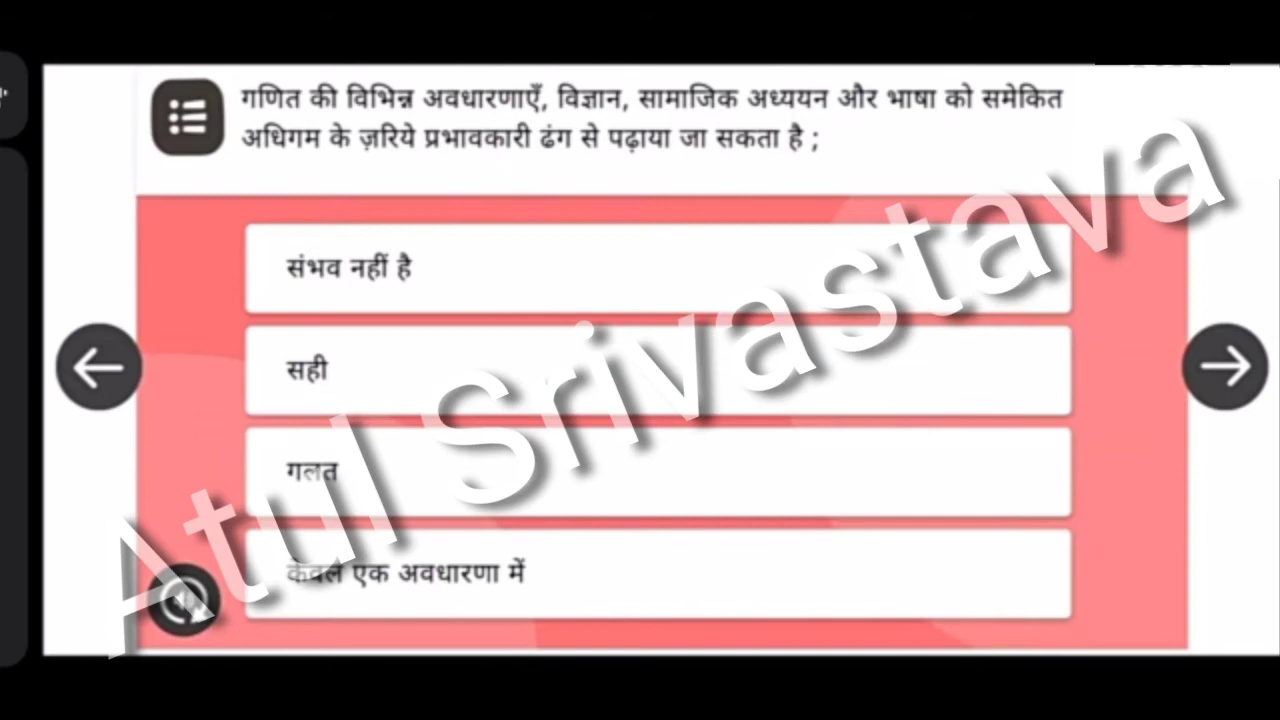 गणित की विभिन्न अवधारणाएँ, विज्ञान, सामाजिक अध्ययन और भाषा को समेकित
अधिगम के ज़रिये प्रभावकारी ढंग से पढ़ाया जा सकता है ;
संभव नहीं है
सही
गलत
केवल एक अवधारणा में
Atul Srivastava